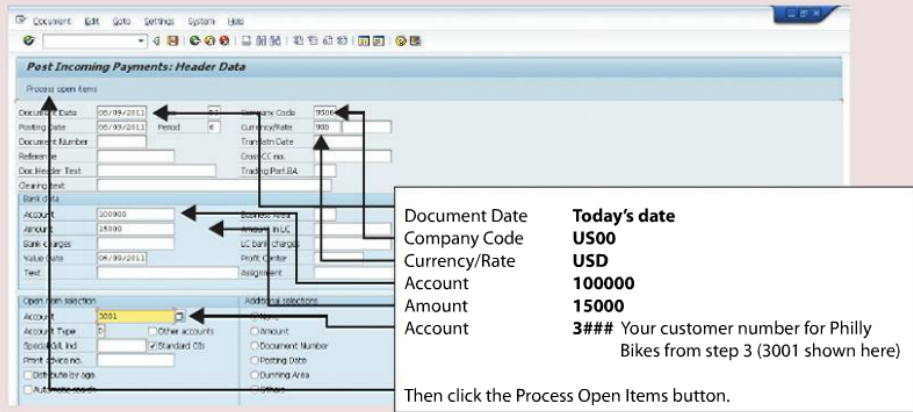 Document Edit Goto Settings System Help
Post Incoming Payments: Header Data
Process open items
Document Date 06/09/2011 Company Code US00
Posting Date 06/09/2011 Period 6 Currency/Rate USD
Document Number Translatn Date
Reference Cross-CC no.
Doc.Header Text Trading Part.BA
Clearing text
Bank data
Account 100000 Business Area
Amount 15000 Amount in LC
Bank charges LC bank charges
Value date 06/09/2011 Profit Center
Text Assignment
Open item selection Additional selections
Account 3001 None
Account Type D Other accounts Amount
Special G/L ind Standard OIs Document Number
Pmnt advice no. Posting Date
Distribute by age Dunning Area
Automatic search Others
Document Date Today's date
Company Code US00
Currency/Rate USD
Account 100000
Amount 15000
Account 3### Your customer number for Philly
Bikes from step 3 (3001 shown here)
Then click the Process Open Items button.